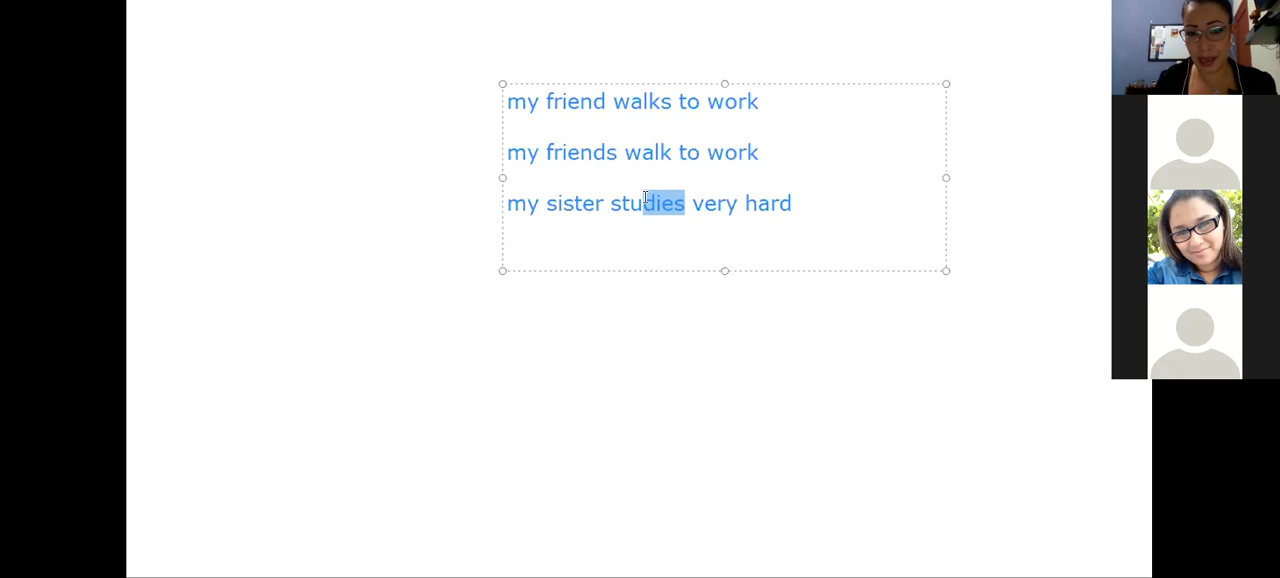 my friend walks to work
my friends walk to work
my sister studies very hard